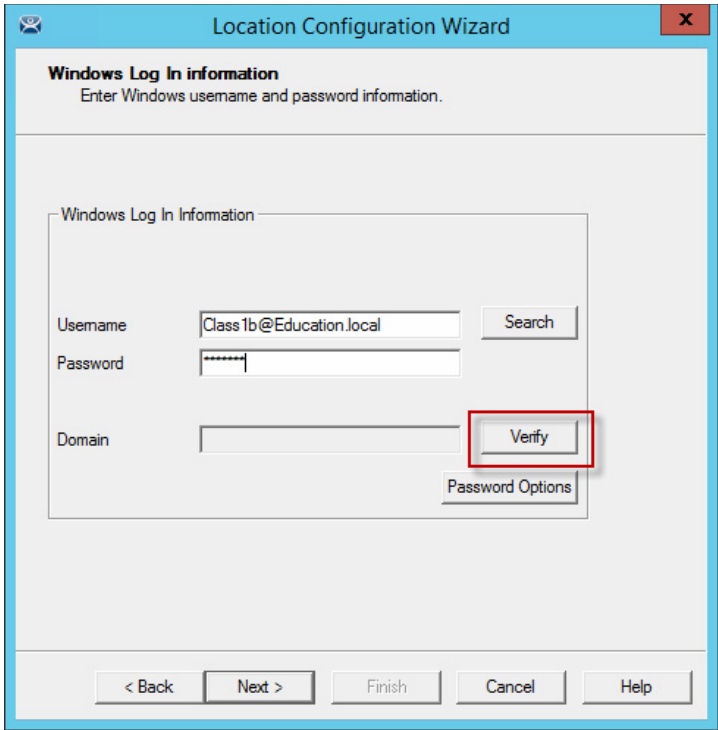 Location Configuration Wizard
x
Windows Log In information
Enter Windows username and password information.
Windows Log In Information
Username Class1b@Education.local Search
Password *******
Domain Verify
Password Options
< Back Next > Finish Cancel Help